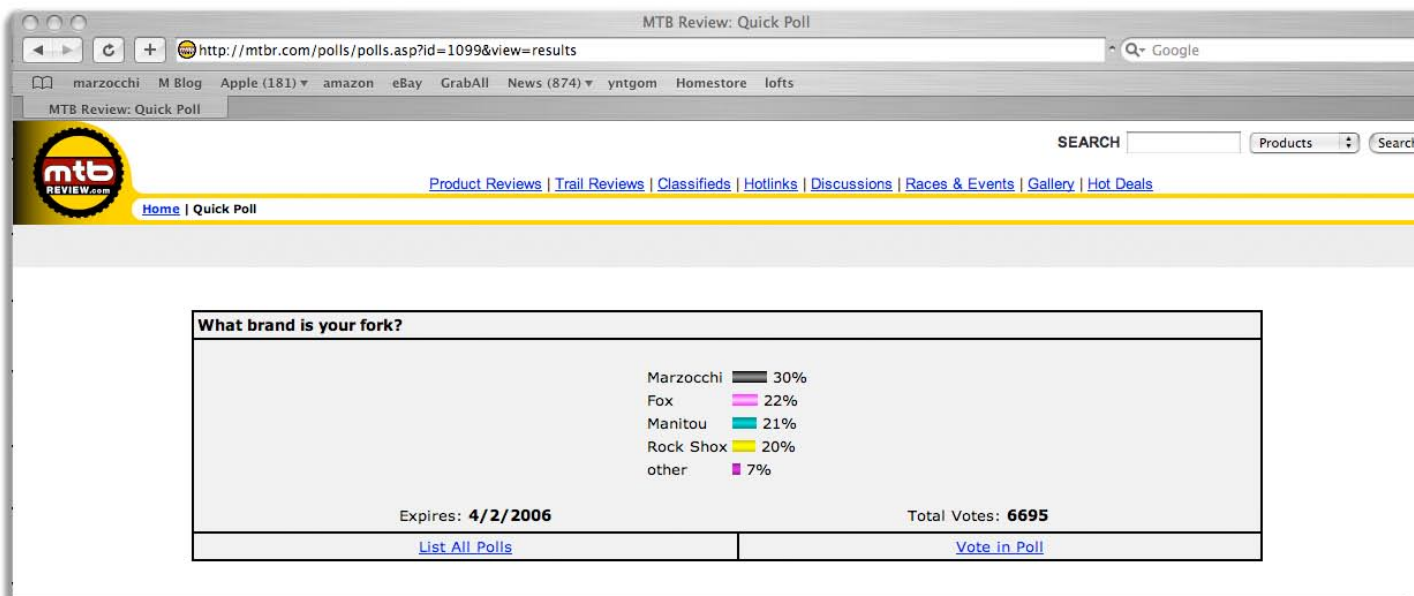 MTB Review: Quick Poll
http://mtbr.com/polls/polls.asp?id=1099&view=results
Google
marzocchi M Blog Apple (181) amazon eBay GrabAll News (874) yntgom Homestore lofts
MTB Review: Quick Poll
SEARCH Products Search
mtb
REVIEW.com
Product Reviews | Trail Reviews | Classifieds | Hotlinks | Discussions | Races & Events | Gallery | Hot Deals
Home | Quick Poll
What brand is your fork?
Marzocchi 30%
Fox 22%
Manitou 21%
Rock Shox 20%
other 7%
Expires: 4/2/2006 Total Votes: 6695
List All Polls Vote in Poll